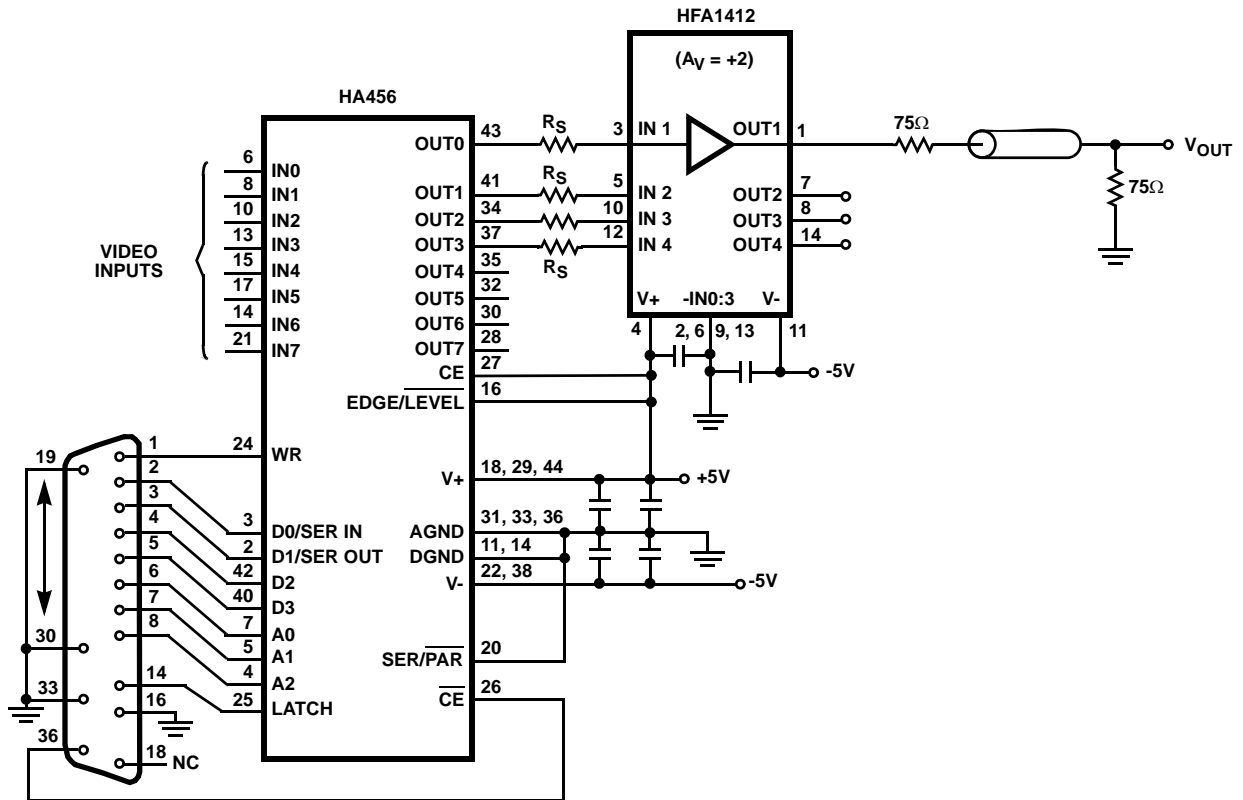 HFA1412
(AV = +2)
HA456
IN 1
IN 2
IN 3
IN 4
OUT1
OUT2
OUT3
OUT4
V+
-IN0:3
V-
3
5
10
12
1
7
8
14
4
2, 6
9, 13
11
RS
RS
RS
75Ω
75Ω
VOUT
-5V
VIDEO
INPUTS
6
IN0
8
IN1
10
IN2
13
IN3
15
IN4
17
IN5
14
IN6
21
IN7
OUT0
43
OUT1
41
OUT2
34
OUT3
37
OUT4
35
OUT5
32
OUT6
30
OUT7
28
CE
27
EDGE/LEVEL
16
V+
18, 29, 44
+5V
AGND
31, 33, 36
DGND
11, 14
V-
22, 38
-5V
SER/PAR
20
CE
26
24
WR
3
D0/SER IN
2
D1/SER OUT
42
D2
40
D3
7
A0
5
A1
4
A2
25
LATCH
1
2
3
4
5
6
7
8
14
16
18 NC
19
30
33
36